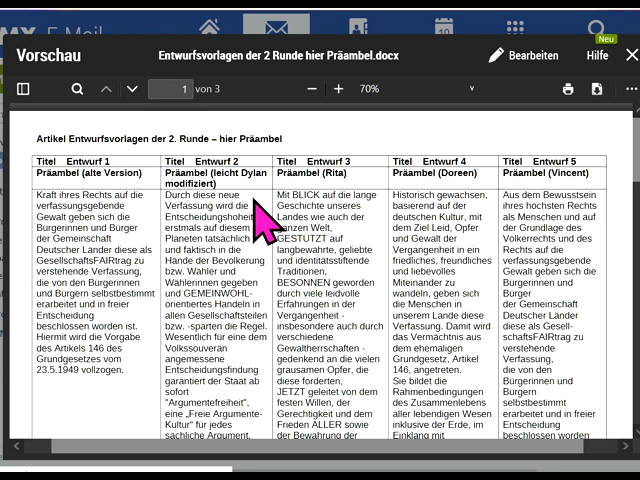 E-Mail
Neu
Vorschau
Entwurfsvorlagen der 2 Runde hier Präambel.docx
Bearbeiten
Hilfe
1 von 3
70%
Artikel Entwurfsvorlagen der 2. Runde – hier Präambel
Titel Entwurf 1
Präambel (alte Version)
Kraft ihres Rechts auf die
verfassungsgebende
Gewalt geben sich die
Bürgerinnen und Bürger
der Gemeinschaft
Deutscher Länder diese als
GesellschaftsFAIRtrag zu
verstehende Verfassung,
die von den Bürgerinnen
und Bürgern selbstbestimmt
erarbeitet und in freier
Entscheidung
beschlossen worden ist.
Hiermit wird die Vorgabe
des Artikels 146 des
Grundgesetzes vom
23.5.1949 vollzogen.
Titel Entwurf 2
Präambel (leicht Dylan
modifiziert)
Durch diese neue
Verfassung wird die
Entscheidungshoheit
erstmals auf diesem
Planeten tatsächlich
und faktisch in die
Hände der Bevölkerung
bzw. Wähler und
Wählerinnen gegeben
und GEMEINWOHL-
orientiertes Handeln in
allen Gesellschaftsteilen
bzw. -sparten die Regel.
Wesentlich für eine dem
Volkssouverän
angemessene
Entscheidungsfindung
garantiert der Staat ab
sofort
"Argumentefreiheit",
eine „Freie Argumente-
Kultur" für jedes
sachliche Argument.
Titel Entwurf 3
Präambel (Rita)
Mit BLICK auf die lange
Geschichte unseres
Landes wie auch der
ganzen Welt,
GESTÜTZT auf
langbewährte, geliebte
und identitätsstiftende
Traditionen,
BESONNEN geworden
durch viele leidvolle
Erfahrungen in der
Vergangenheit -
insbesondere auch durch
verschiedene
Gewaltherrschaften -
gedenkend an die vielen
grausamen Opfer, die
diese forderten,
JETZT geleitet von dem
festen Willen, der
Gerechtigkeit und dem
Frieden ALLER sowie
der Bewahrung der
Titel Entwurf 4
Präambel (Doreen)
Historisch gewachsen,
basierend auf der
deutschen Kultur, mit
dem Ziel Leid, Opfer
und Gewalt der
Vergangenheit in ein
friedliches, freundliches
und liebevolles
Miteinander zu
wandeln, geben sich
die Menschen in
unserem Lande diese
Verfassung. Damit wird
das Vermächtnis aus
dem ehemaligen
Grundgesetz, Artikel
146, angetreten.
Sie bildet die
Rahmenbedingungen
des Zusammenlebens
aller lebendigen Wesen
inklusive der Erde, im
Einklang mit
Titel Entwurf 5
Präambel (Vincent)
Aus dem Bewusstsein
ihres höchsten Rechts
als Menschen und auf
der Grundlage des
Völkerrechts und des
Rechts auf die
verfassungsgebende
Gewalt geben sich die
Bürgerinnen und
Bürger
der Gemeinschaft
Deutscher Länder
diese als Gesell-
schaftsFAIRtrag zu
verstehende
Verfassung,
die von den
Bürgerinnen und
Bürgern
selbstbestimmt
erarbeitet und in freier
Entscheidung
beschlossen worden